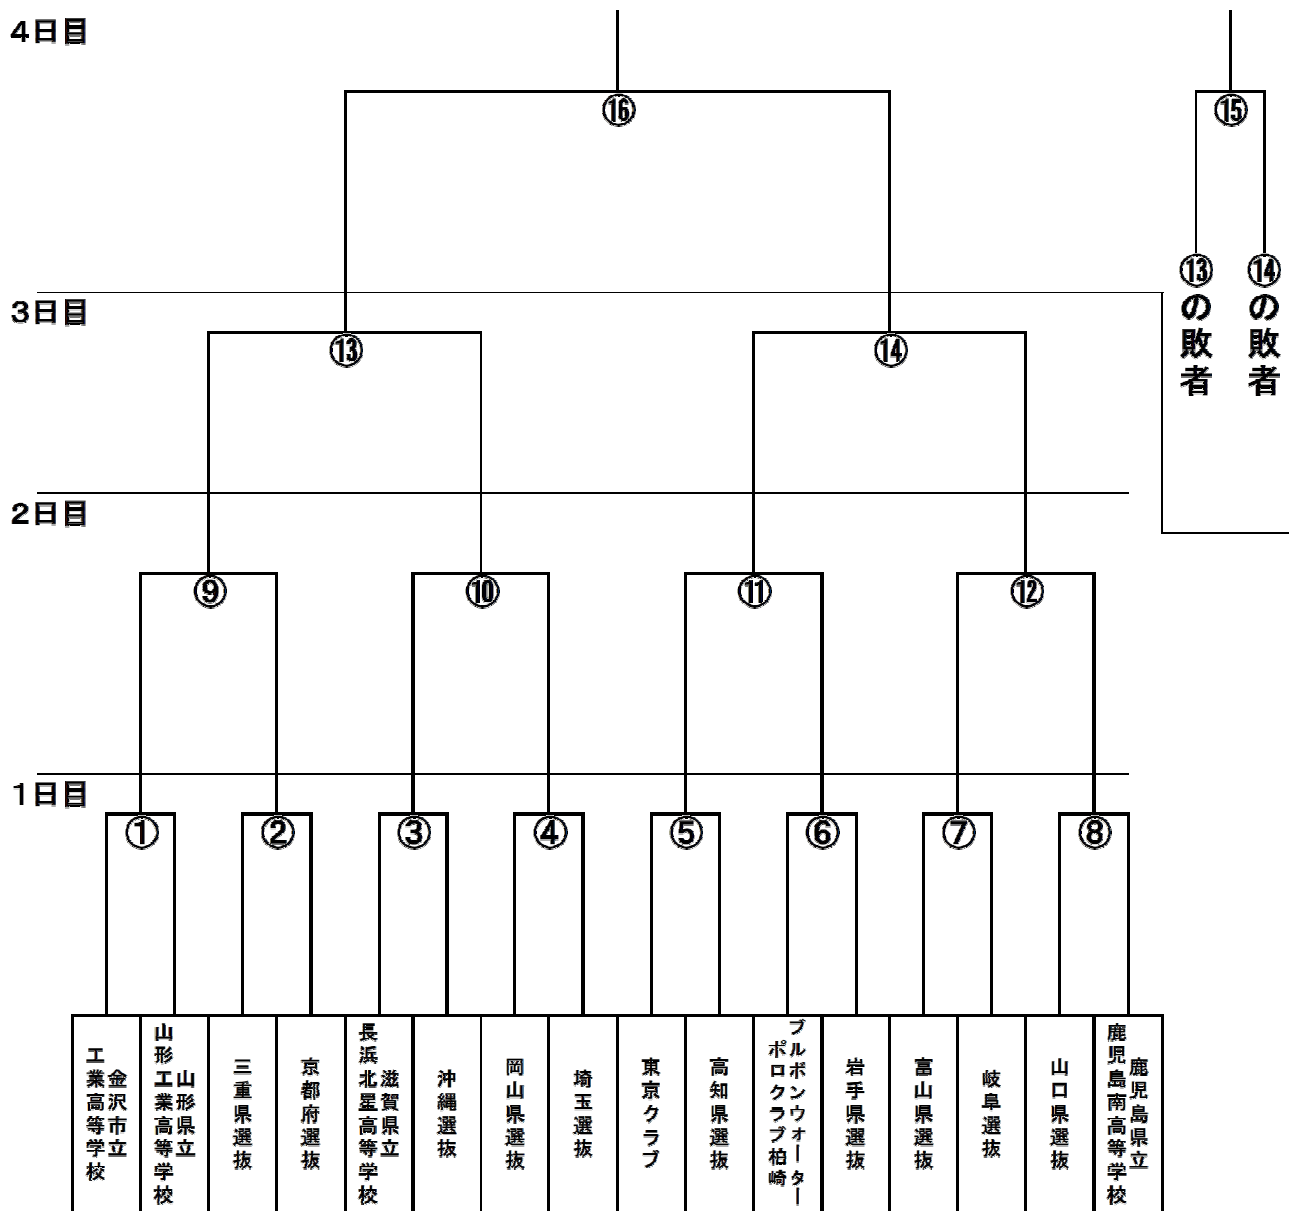 4日目
⑯
⑮
⑬の敗者
⑭の敗者
3日目
⑬
⑭
2日目
⑨
⑩
⑪
⑫
1日目
①
②
③
④
⑤
⑥
⑦
⑧
金沢市立
工業高等学校
山形県立
山形工業高等学校
三重県選抜
京都府選抜
滋賀県立
長浜北星高等学校
沖縄選抜
岡山県選抜
埼玉選抜
東京クラブ
高知県選抜
ブルボンウォーター
ポロクラブ柏崎
岩手県選抜
富山県選抜
岐阜選抜
山口県選抜
鹿児島県立
鹿児島南高等学校